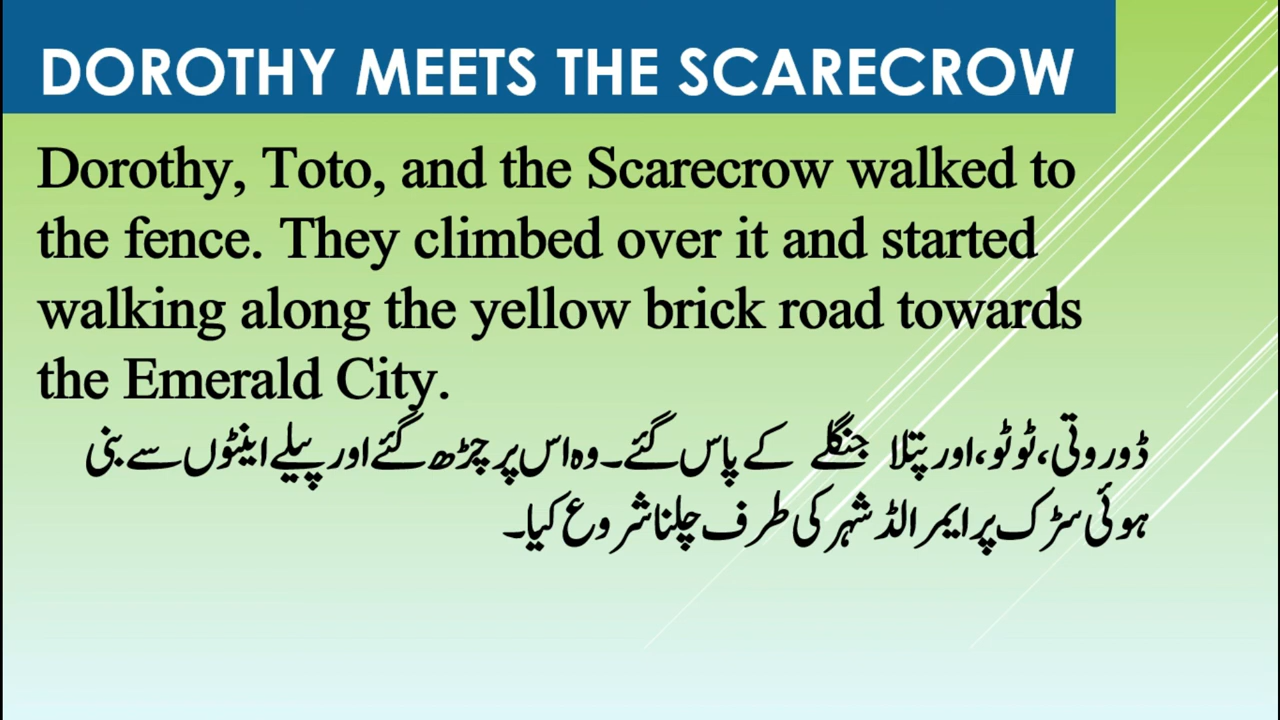 DOROTHY MEETS THE SCARECROW
Dorothy, Toto, and the Scarecrow walked to
the fence. They climbed over it and started
walking along the yellow brick road towards
the Emerald City.
ڈوروتی، ٹوٹو، اور پتلا جنگلے کے پاس گئے۔ وہ اس پر چڑھ گئے اور پیلے اینٹوں سے بنی
ہوئی سڑک پر ایمرالڈ شہر کی طرف چلنا شروع کیا۔